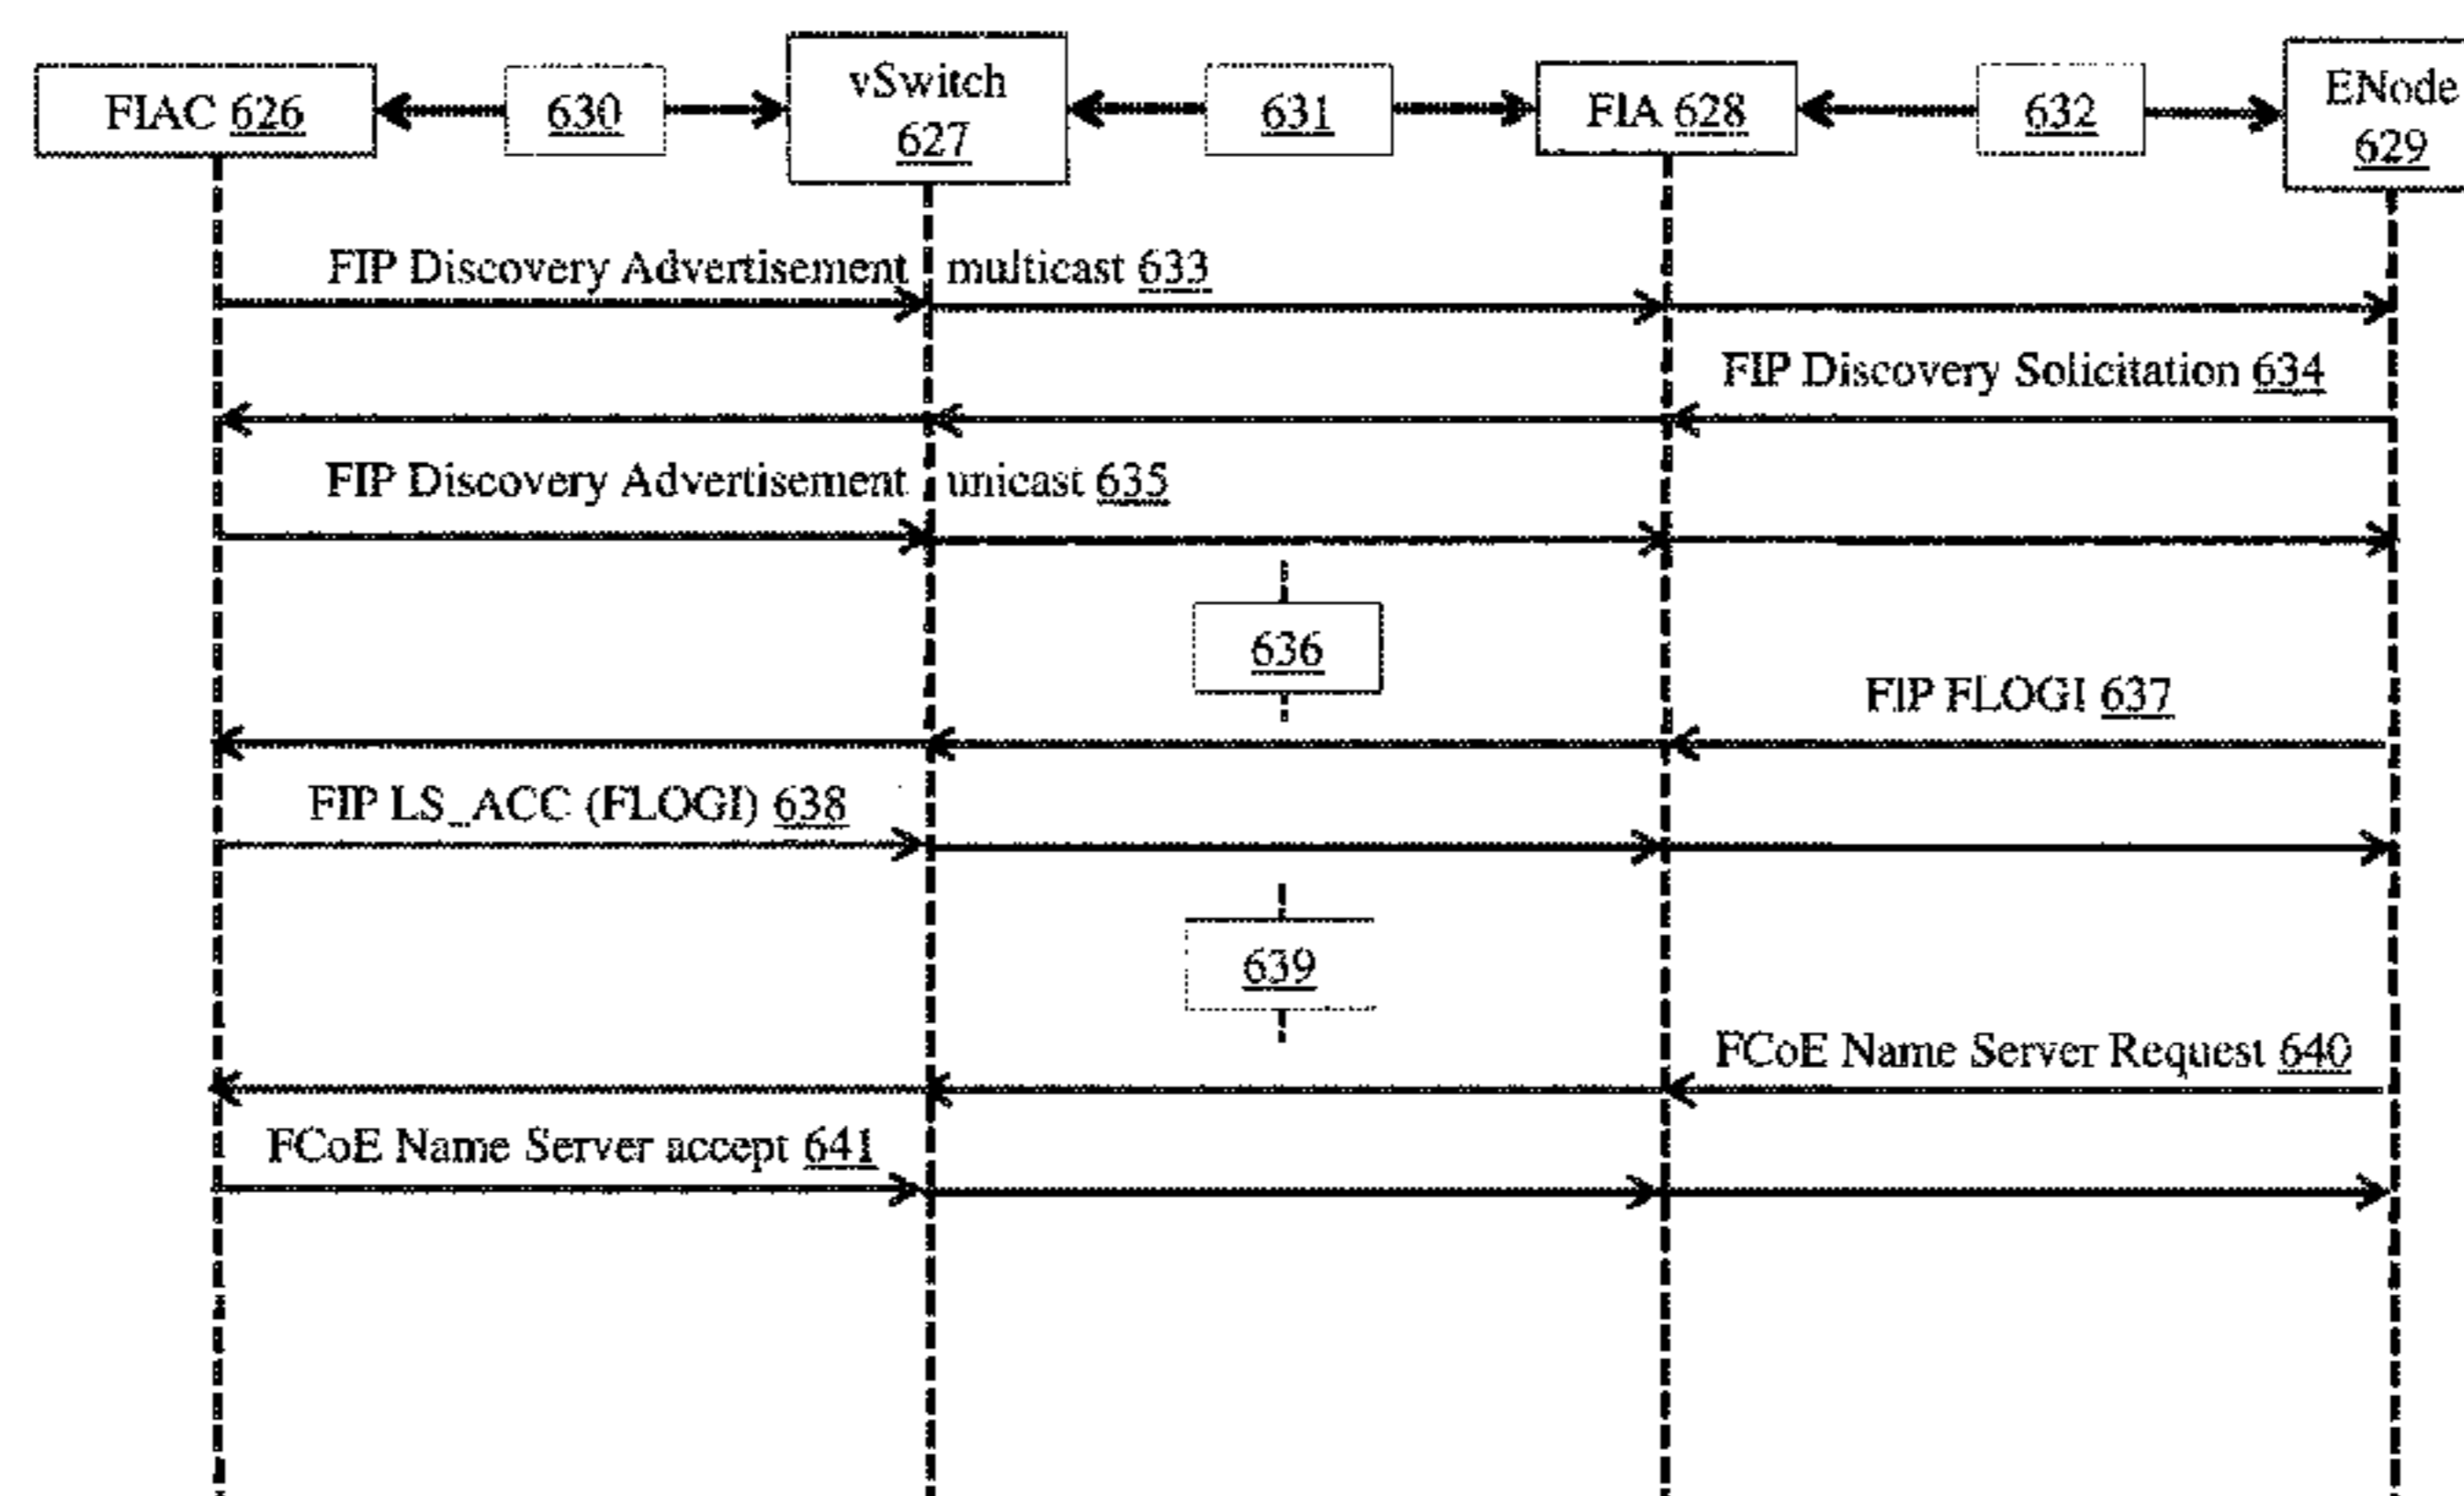 FIAC 626
630
vSwitch
627
631
FIA 628
632
ENode
629
FIP Discovery Advertisement multicast 633
FIP Discovery Solicitation 634
FIP Discovery Advertisement unicast 635
636
FIP FLOGI 637
FIP LS_ACC (FLOGI) 638
639
FCoE Name Server Request 640
FCoE Name Server accept 641